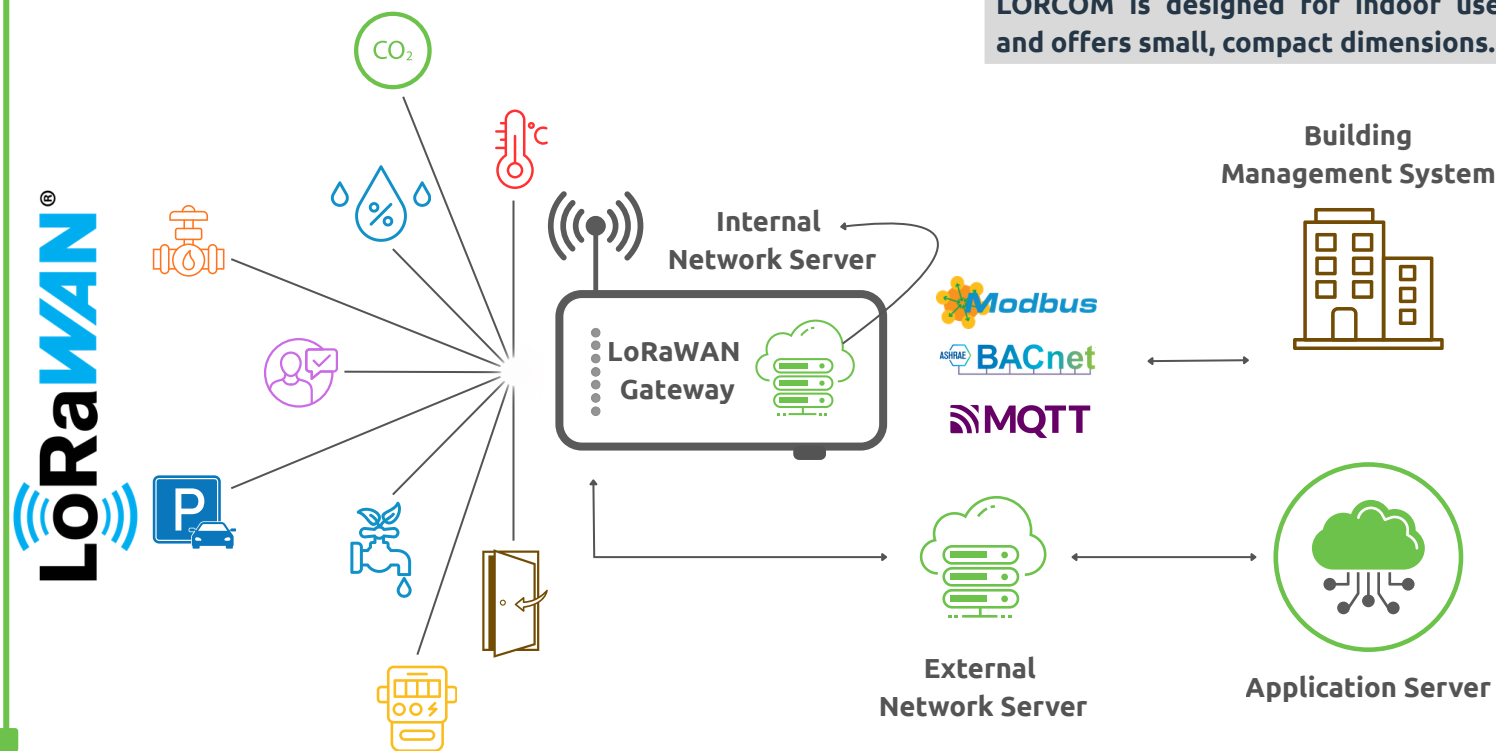 LORCOM is designed for indoor use
and offers small, compact dimensions.
CO₂
°C
%
Building
Management System
LoRaWAN®
Internal
Network Server
LoRaWAN
Gateway
Modbus
ASHRAE BACnet
MQTT
P
External
Network Server
Application Server